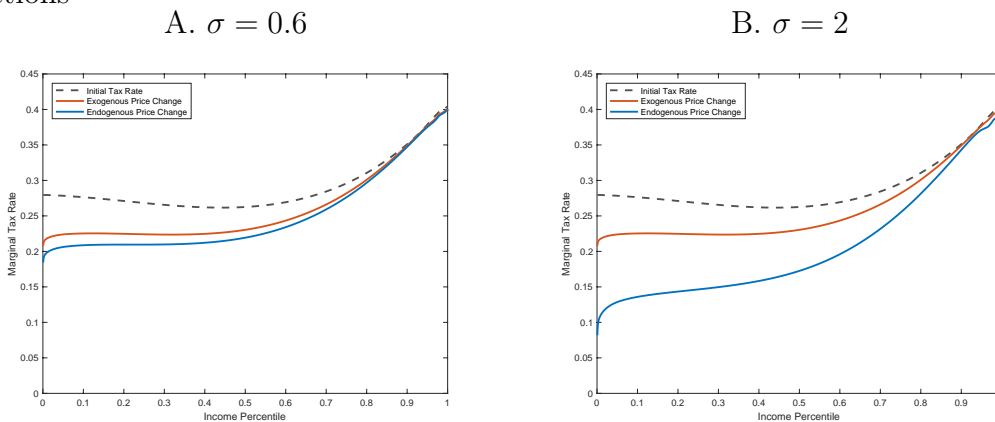 A. σ = 0.6
B. σ = 2
Initial Tax Rate
Exogenous Price Change
Endogenous Price Change
Marginal Tax Rate
0.45
0.4
0.35
0.3
0.25
0.2
0.15
0.1
0.05
0
0 0.1 0.2 0.3 0.4 0.5 0.6 0.7 0.8 0.9 1
Income Percentile
Initial Tax Rate
Exogenous Price Change
Endogenous Price Change
Marginal Tax Rate
0.45
0.4
0.35
0.3
0.25
0.2
0.15
0.1
0.05
0
0 0.1 0.2 0.3 0.4 0.5 0.6 0.7 0.8 0.9
Income Percentile